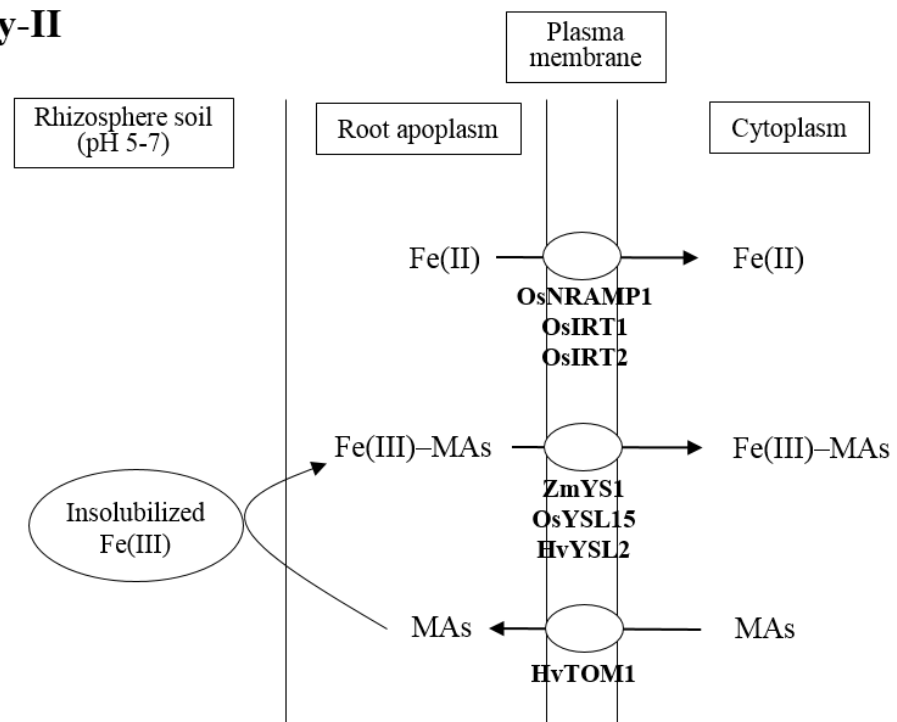 y-II
Plasma
membrane
Rhizosphere soil
(pH 5-7)
Root apoplasm
Cytoplasm
Fe(II)
Fe(II)
OsNRAMP1
OsIRT1
OsIRT2
Fe(III)–MAs
Fe(III)–MAs
ZmYS1
OsYSL15
HvYSL2
Insolubilized
Fe(III)
MAs
MAs
HvTOM1